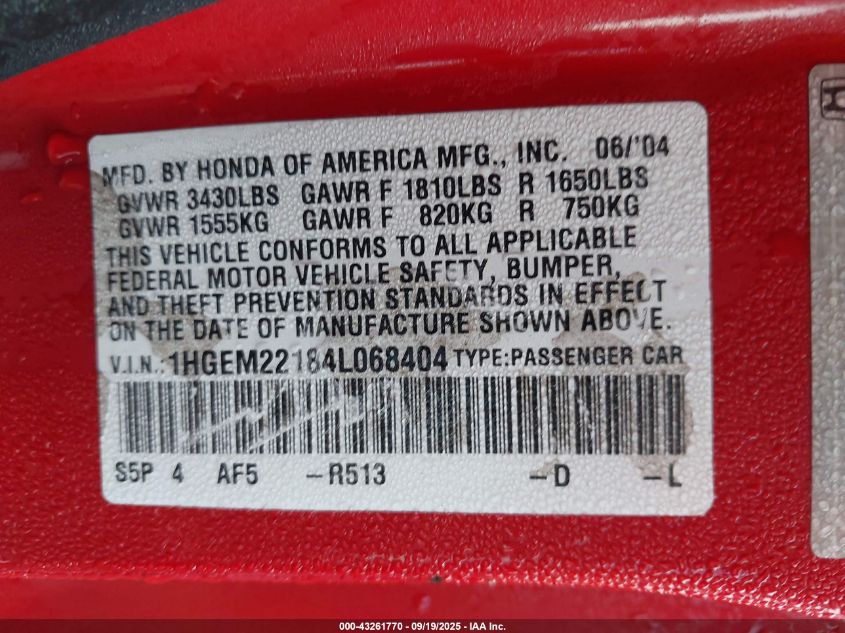 MFD. BY HONDA OF AMERICA MFG., INC. 06/'04
GVWR 3430LBS GAWR F 1810LBS R 1650LBS
GVWR 1555KG GAWR F 820KG R 750KG
THIS VEHICLE CONFORMS TO ALL APPLICABLE
FEDERAL MOTOR VEHICLE SAFETY, BUMPER,
AND THEFT PREVENTION STANDARDS IN EFFECT
ON THE DATE OF MANUFACTURE SHOWN ABOVE.
V.I.N.: 1HGEM22184L068404 TYPE:PASSENGER CAR
S5P 4 AF5 -R513 -D -L
000-43261770 - 09/19/2025 - IAA Inc.